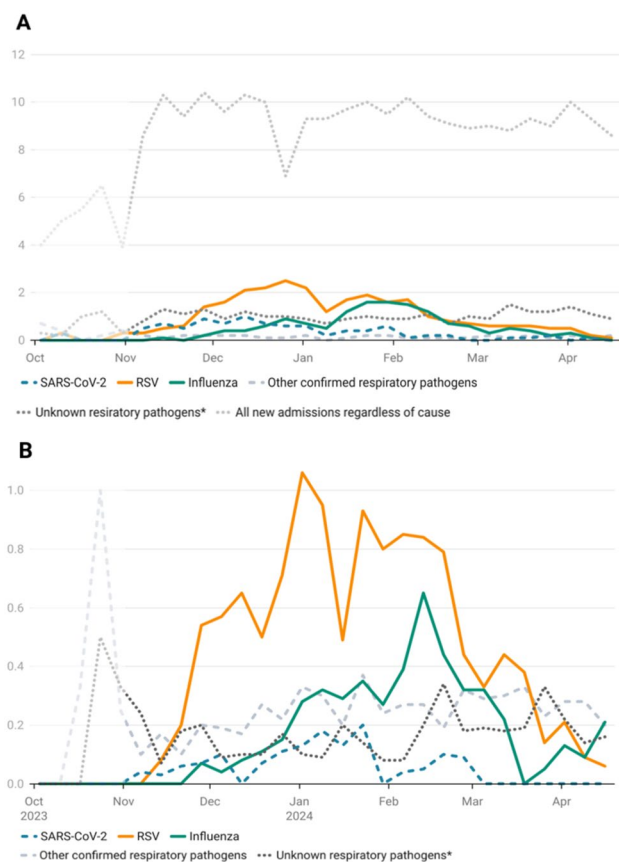 A
12
10
8
6
4
2
0
Oct Nov Dec Jan Feb Mar Apr
SARS-CoV-2 RSV Influenza Other confirmed respiratory pathogens
Unknown resiratory pathogens* All new admissions regardless of cause
B
1.0
0.8
0.6
0.4
0.2
0.0
Oct Nov Dec Jan Feb Mar Apr
2023 2024
SARS-CoV-2 RSV Influenza
Other confirmed respiratory pathogens Unknown respiratory pathogens*